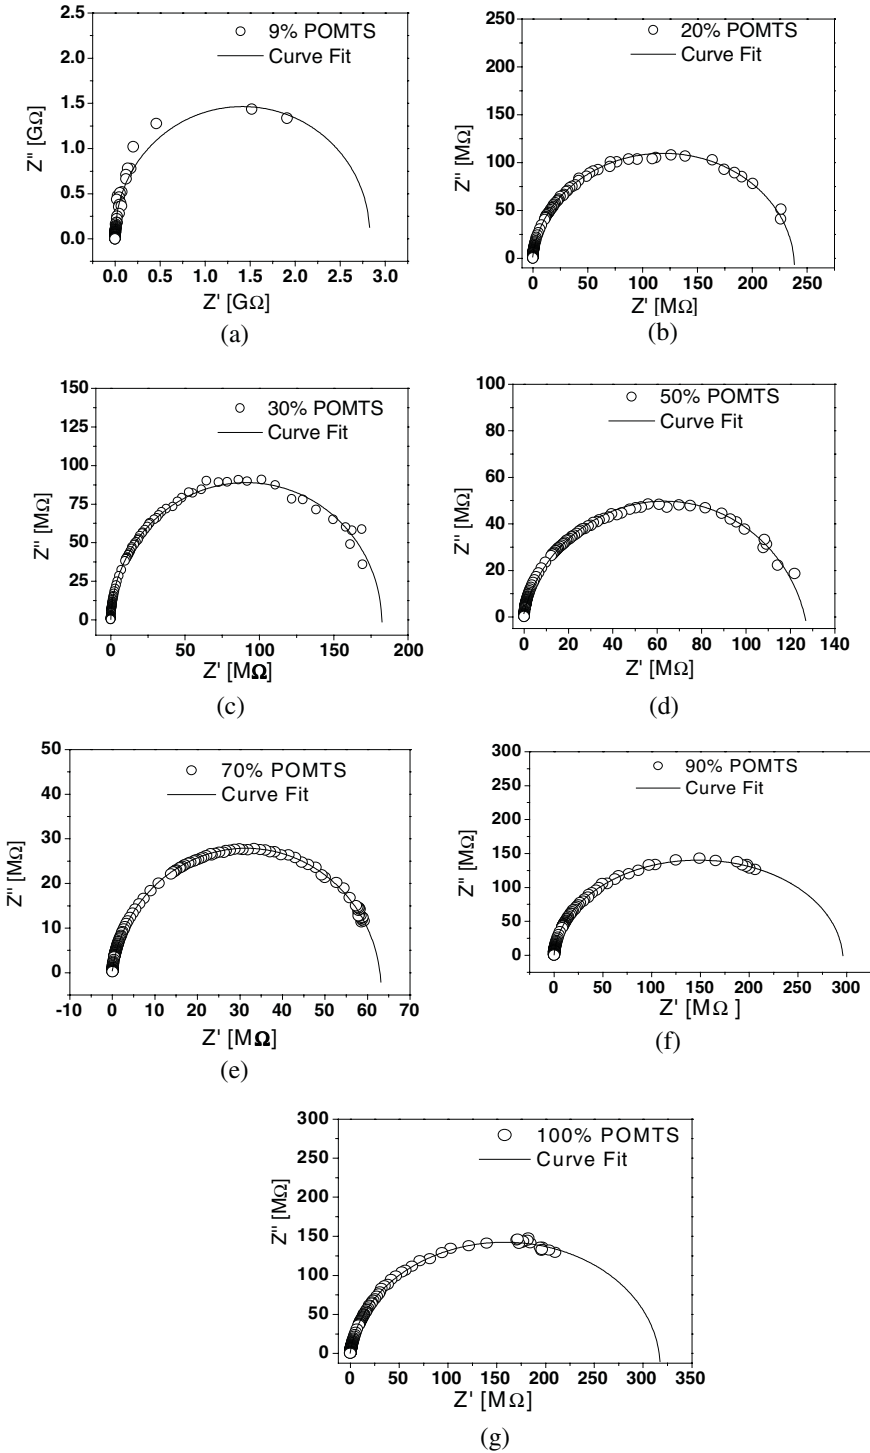 2.5
2.0
1.5
1.0
0.5
0.0
Z'' [GΩ]
9% POMTS
Curve Fit
0.0 0.5 1.0 1.5 2.0 2.5 3.0
Z' [GΩ]
(a)
250
200
150
100
50
0
Z'' [MΩ]
20% POMTS
Curve Fit
0 50 100 150 200 250
Z' [MΩ]
(b)
150
125
100
75
50
25
0
Z'' [MΩ]
30% POMTS
Curve Fit
0 50 100 150 200
Z' [MΩ]
(c)
100
80
60
40
20
0
Z'' [MΩ]
50% POMTS
Curve Fit
0 20 40 60 80 100 120 140
Z' [MΩ]
(d)
50
40
30
20
10
0
Z'' [MΩ]
70% POMTS
Curve Fit
-10 0 10 20 30 40 50 60 70
Z' [MΩ]
(e)
300
250
200
150
100
50
0
Z'' [MΩ]
90% POMTS
Curve Fit
0 50 100 150 200 250 300
Z' [MΩ ]
(f)
300
250
200
150
100
50
0
Z'' [MΩ]
100% POMTS
Curve Fit
0 50 100 150 200 250 300 350
Z' [MΩ]
(g)